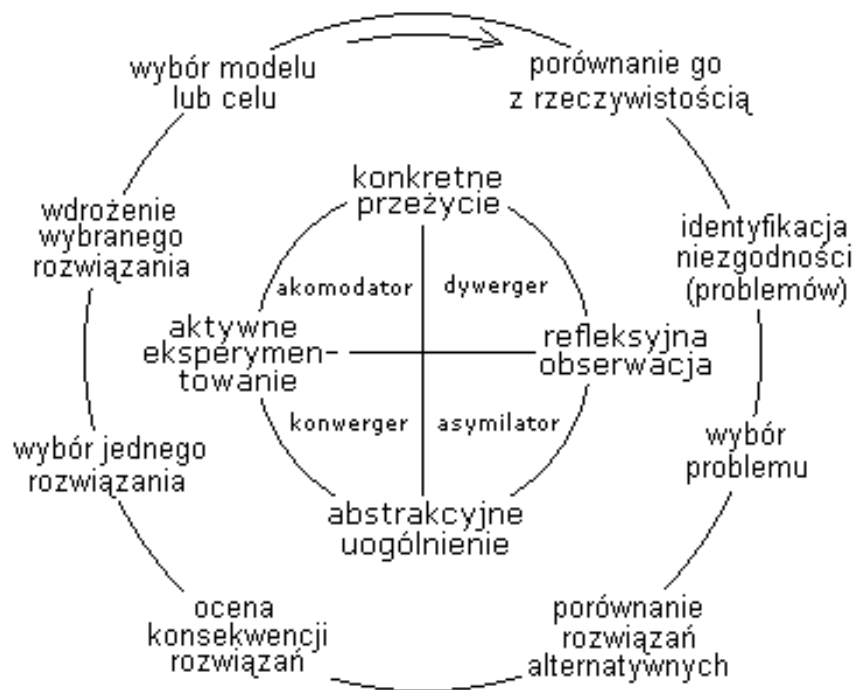 wybór modelu
lub celu
porównanie go
z rzeczywistością
identyfikacja
niezgodności
(problemów)
wybór
problemu
porównanie
rozwiązań
alternatywnych
ocena
konsekwencji
rozwiązań
wybór jednego
rozwiązania
wdrożenie
wybranego
rozwiązania
konkretne
przeżycie
akomodator
dywerger
aktywne
eksperymen-
towanie
refleksyjna
obserwacja
konwerger
asymilator
abstrakcyjne
uogólnienie